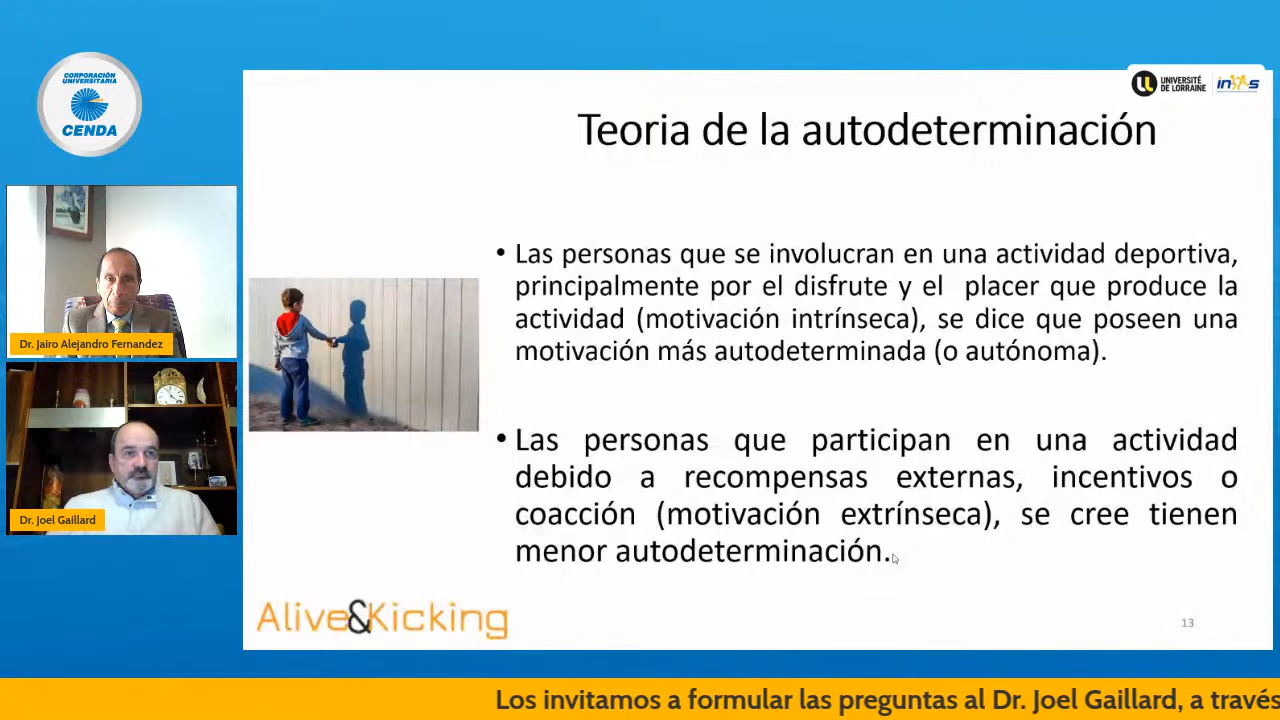 CORPORACIÓN
UNIVERSITARIA
CENDA
UNIVERSITÉ
DE LORRAINE
Teoria de la autodeterminación
• Las personas que se involucran en una actividad deportiva,
principalmente por el disfrute y el placer que produce la
actividad (motivación intrínseca), se dice que poseen una
motivación más autodeterminada (o autónoma).
• Las personas que participan en una actividad
debido a recompensas externas, incentivos o
coacción (motivación extrínseca), se cree tienen
menor autodeterminación.
Dr. Jairo Alejandro Fernandez
Dr. Joel Gaillard
Alive&Kicking
13
Los invitamos a formular las preguntas al Dr. Joel Gaillard, a través